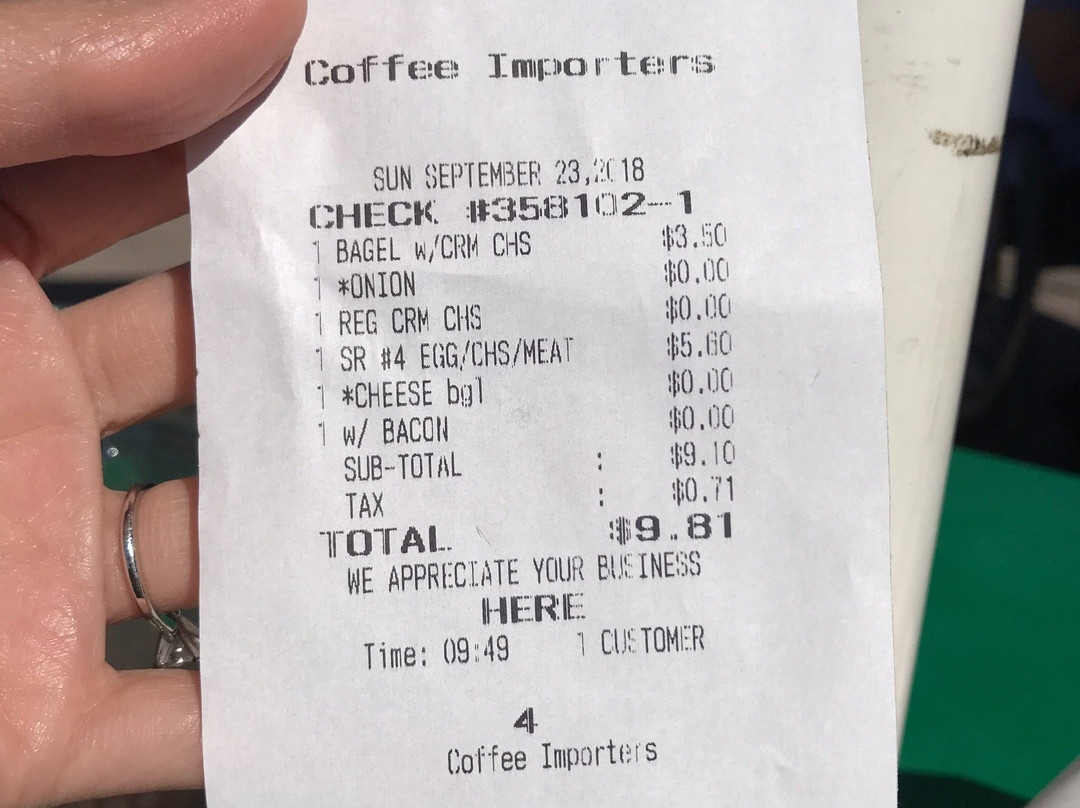 Coffee Importers
SUN SEPTEMBER 23,2018
CHECK #358102-1
1 BAGEL w/CRM CHS $3.50
1 *ONION $0.00
1 REG CRM CHS $0.00
1 SR #4 EGG/CHS/MEAT $5.60
1 *CHEESE bgl $0.00
1 w/ BACON $0.00
SUB-TOTAL : $9.10
TAX : $0.71
TOTAL :$9.81
WE APPRECIATE YOUR BUSINESS
HERE
Time: 09:49 1 CUSTOMER
4
Coffee Importers